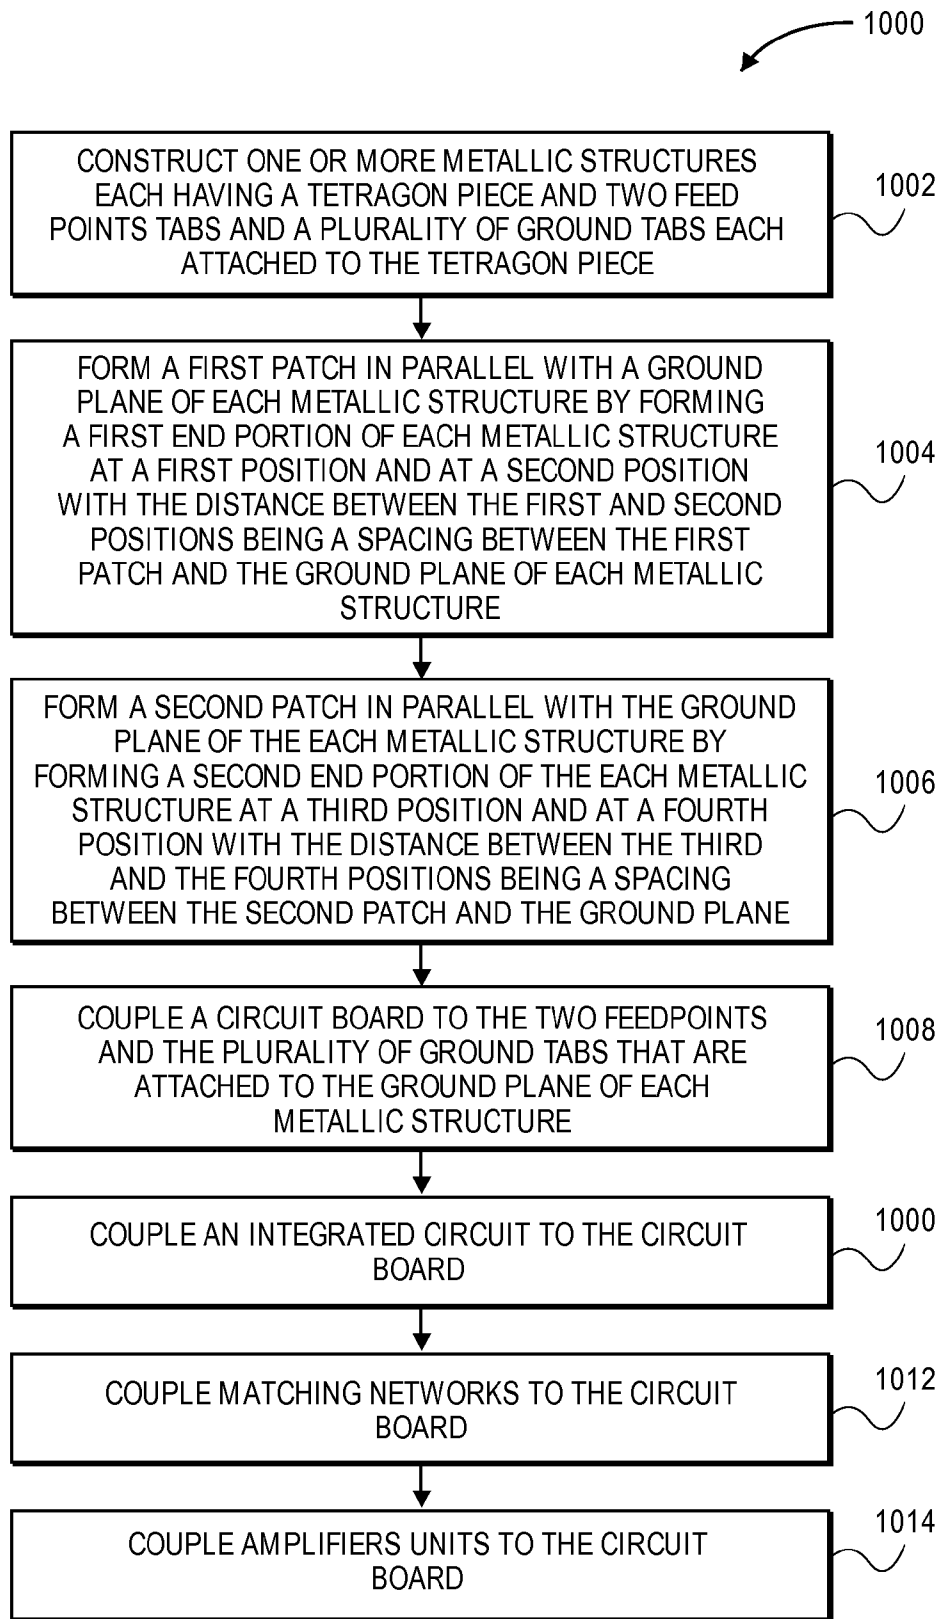 1000
CONSTRUCT ONE OR MORE METALLIC STRUCTURES
EACH HAVING A TETRAGON PIECE AND TWO FEED
POINTS TABS AND A PLURALITY OF GROUND TABS EACH
ATTACHED TO THE TETRAGON PIECE
1002
FORM A FIRST PATCH IN PARALLEL WITH A GROUND
PLANE OF EACH METALLIC STRUCTURE BY FORMING
A FIRST END PORTION OF EACH METALLIC STRUCTURE
AT A FIRST POSITION AND AT A SECOND POSITION
WITH THE DISTANCE BETWEEN THE FIRST AND SECOND
POSITIONS BEING A SPACING BETWEEN THE FIRST
PATCH AND THE GROUND PLANE OF EACH METALLIC
STRUCTURE
1004
FORM A SECOND PATCH IN PARALLEL WITH THE GROUND
PLANE OF THE EACH METALLIC STRUCTURE BY
FORMING A SECOND END PORTION OF THE EACH METALLIC
STRUCTURE AT A THIRD POSITION AND AT A FOURTH
POSITION WITH THE DISTANCE BETWEEN THE THIRD
AND THE FOURTH POSITIONS BEING A SPACING
BETWEEN THE SECOND PATCH AND THE GROUND PLANE
1006
COUPLE A CIRCUIT BOARD TO THE TWO FEEDPOINTS
AND THE PLURALITY OF GROUND TABS THAT ARE
ATTACHED TO THE GROUND PLANE OF EACH
METALLIC STRUCTURE
1008
COUPLE AN INTEGRATED CIRCUIT TO THE CIRCUIT
BOARD
1000
COUPLE MATCHING NETWORKS TO THE CIRCUIT
BOARD
1012
COUPLE AMPLIFIERS UNITS TO THE CIRCUIT
BOARD
1014